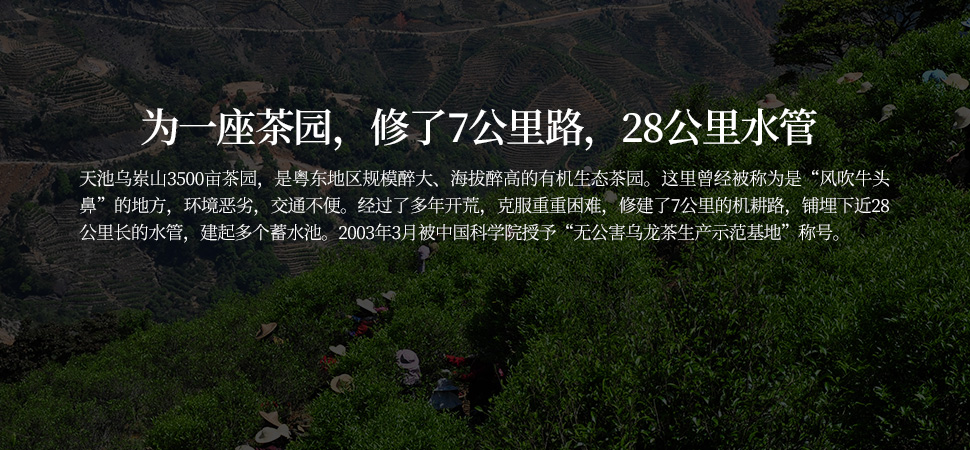 为一座茶园，修了7公里路，28公里水管
天池乌岽山3500亩茶园，是粤东地区规模醉大、海拔醉高的有机生态茶园。这里曾经被称为是“风吹牛头
鼻”的地方，环境恶劣，交通不便。经过了多年开荒，克服重重困难，修建了7公里的机耕路，铺埋下近28
公里长的水管，建起多个蓄水池。2003年3月被中国科学院授予“无公害乌龙茶生产示范基地”称号。